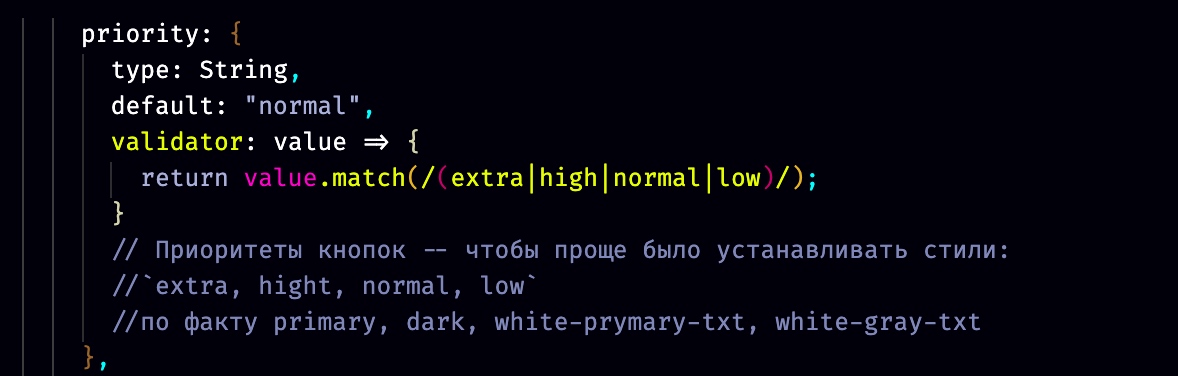 priority: {
type: String,
default: "normal",
validator: value => {
return value.match(/(extra|high|normal|low)/);
}
// Приоритеты кнопок -- чтобы проще было устанавливать стили:
//`extra, hight, normal, low`
//по факту primary, dark, white-prymary-txt, white-gray-txt
},